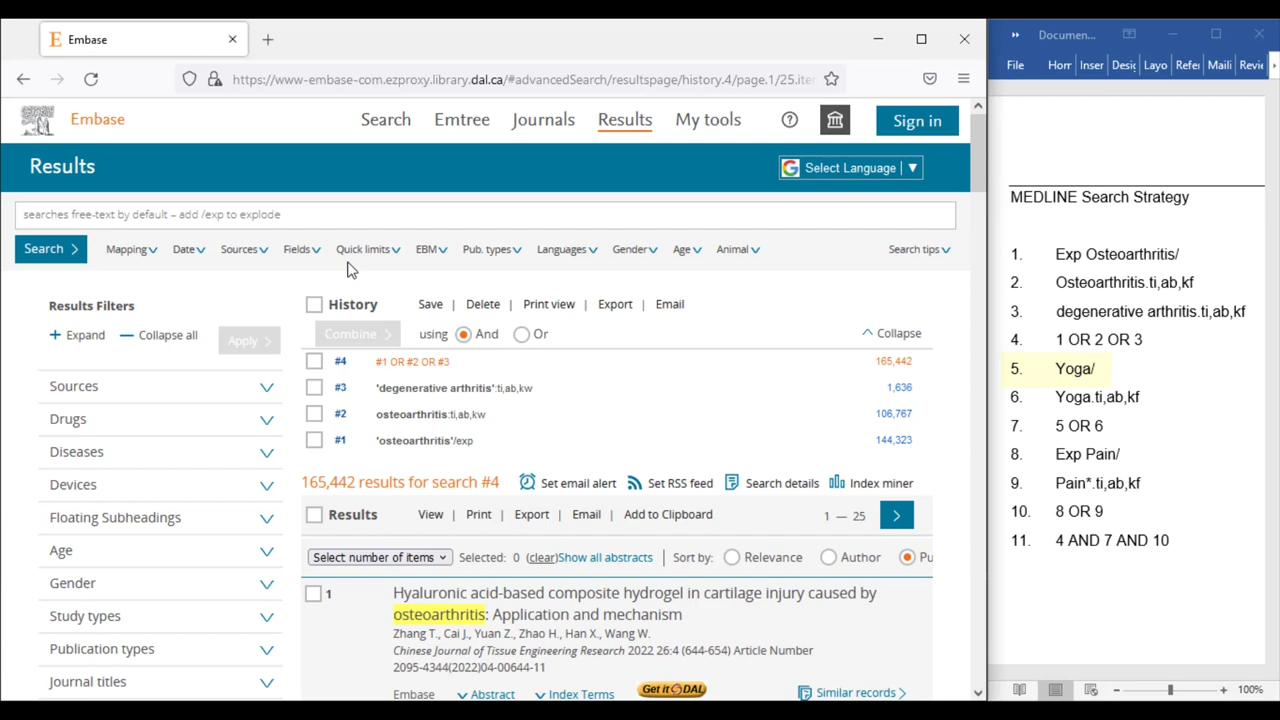 Embase
https://www-embase-com.ezproxy.library.dal.ca/#advancedSearch/resultspage/history.4/page.1/25.ite
Embase
Search Emtree Journals Results My tools Sign in
Results
Select Language ▼
searches free-text by default – add /exp to explode
Search > Mapping Date Sources Fields Quick limits EBM Pub. types Languages Gender Age Animal Search tips
Results Filters
+ Expand — Collapse all Apply >
Sources
Drugs
Diseases
Devices
Floating Subheadings
Age
Gender
Study types
Publication types
Journal titles
History Save | Delete | Print view | Export | Email
Combine > using And Or Collapse
#4 #1 OR #2 OR #3 165,442
#3 'degenerative arthritis':ti,ab,kw 1,636
#2 osteoarthritis:ti,ab,kw 106,767
#1 'osteoarthritis'/exp 144,323
165,442 results for search #4 Set email alert Set RSS feed Search details Index miner
Results View | Print | Export | Email | Add to Clipboard 1 — 25 >
Select number of items Selected: 0 (clear) Show all abstracts | Sort by: Relevance Author Pu
1 Hyaluronic acid-based composite hydrogel in cartilage injury caused by
osteoarthritis: Application and mechanism
Zhang T., Cai J., Yuan Z., Zhao H., Han X., Wang W.
Chinese Journal of Tissue Engineering Research 2022 26:4 (644-654) Article Number
2095-4344(2022)04-00644-11
Embase Abstract Index Terms Get it @DAL Similar records >
Documen...
File Hom Inser Desig Layo Refer Maili Revie
MEDLINE Search Strategy
1. Exp Osteoarthritis/
2. Osteoarthritis.ti,ab,kf
3. degenerative arthritis.ti,ab,kf
4. 1 OR 2 OR 3
5. Yoga/
6. Yoga.ti,ab,kf
7. 5 OR 6
8. Exp Pain/
9. Pain*.ti,ab,kf
10. 8 OR 9
11. 4 AND 7 AND 10
100%